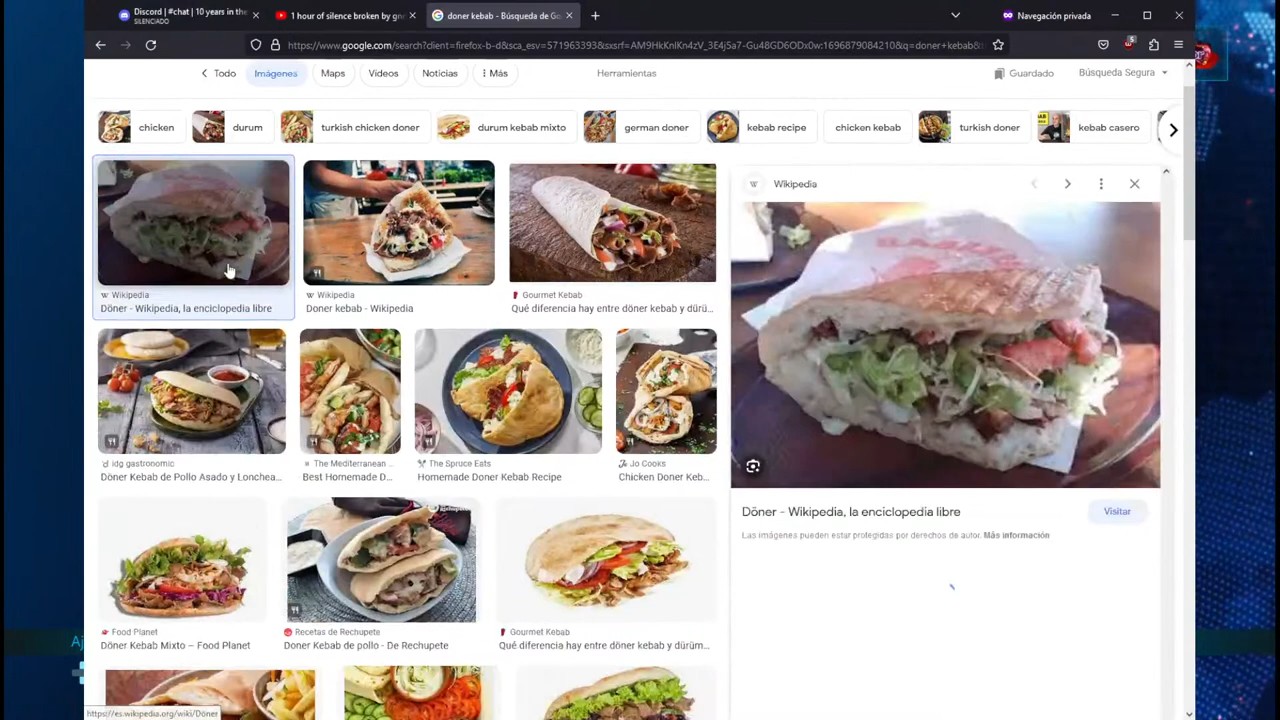 Discord | #chat | 10 years in the
SILENCIADO
1 hour of silence broken by gnr
doner kebab - Búsqueda de Go
Navegación privada
https://www.google.com/search?client=firefox-b-d&sca_esv=571963393&sxsrf=AM9HkKnlKn4zV_3E4j5a7-Gu48GD6ODx0w:1696879084210&q=doner+kebab&t
5
Todo
Imágenes
Maps
Vídeos
Noticias
Más
Herramientas
Guardado
Búsqueda Segura
chicken
durum
turkish chicken doner
durum kebab mixto
german doner
kebab recipe
chicken kebab
turkish doner
kebab casero
W Wikipedia
Döner - Wikipedia, la enciclopedia libre
W Wikipedia
Doner kebab - Wikipedia
Gourmet Kebab
Qué diferencia hay entre döner kebab y dürü...
W Wikipedia
idg gastronomic
Döner Kebab de Pollo Asado y Lonchea...
The Mediterranean ...
Best Homemade D...
The Spruce Eats
Homemade Doner Kebab Recipe
Jo Cooks
Chicken Doner Keb...
Döner - Wikipedia, la enciclopedia libre
Visitar
Las imágenes pueden estar protegidas por derechos de autor. Más información
Food Planet
Döner Kebab Mixto – Food Planet
Recetas de Rechupete
Doner Kebab de pollo - De Rechupete
Gourmet Kebab
Qué diferencia hay entre döner kebab y dürüm...
https://es.wikipedia.org/wiki/Döner
Aj